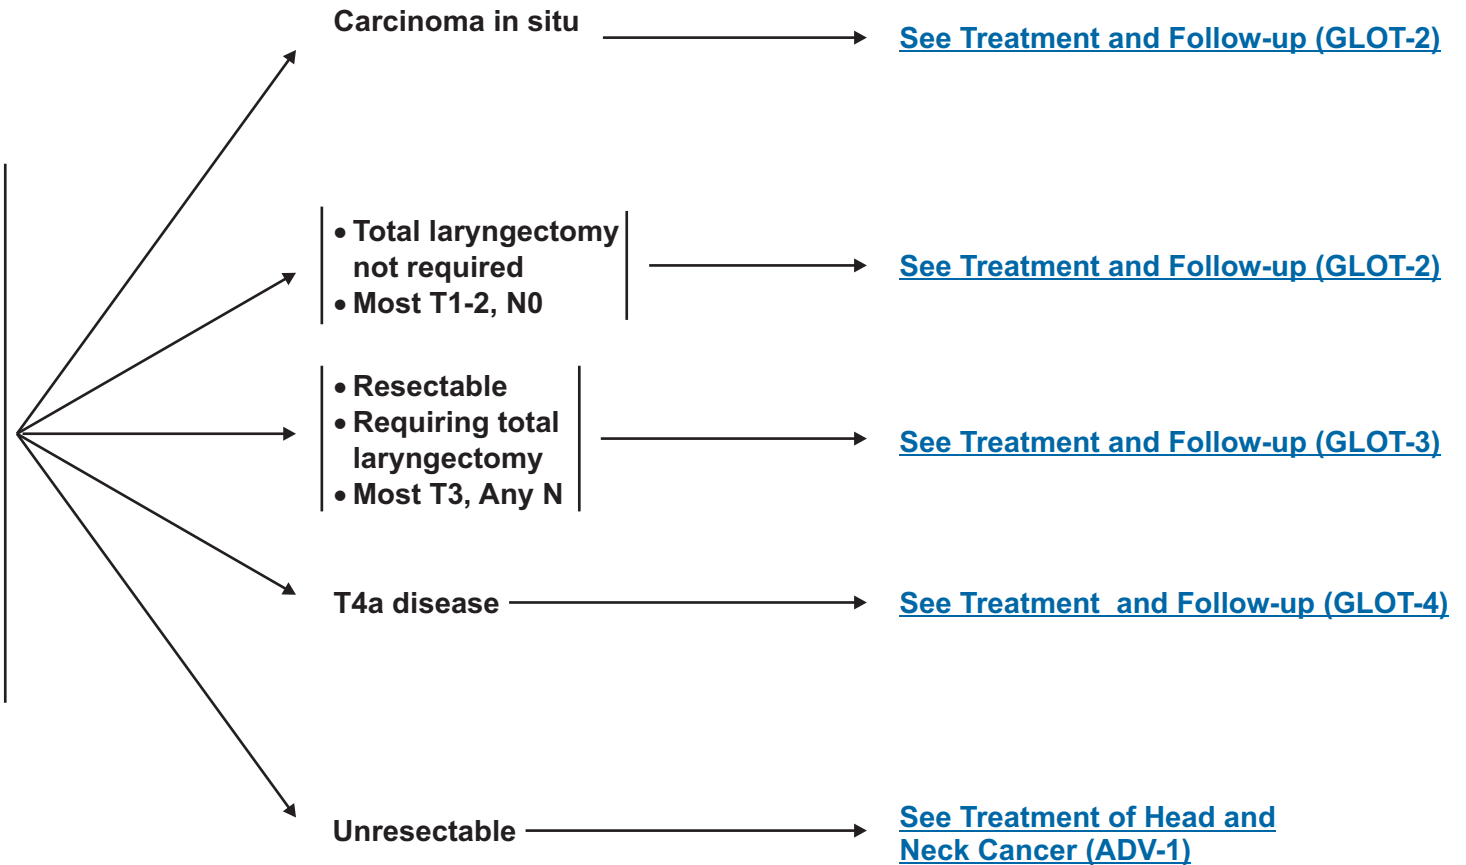 Carcinoma in situ
See Treatment and Follow-up (GLOT-2)
• Total laryngectomy
not required
• Most T1-2, N0
See Treatment and Follow-up (GLOT-2)
• Resectable
• Requiring total
laryngectomy
• Most T3, Any N
See Treatment and Follow-up (GLOT-3)
T4a disease
See Treatment  and Follow-up (GLOT-4)
Unresectable
See Treatment of Head and
Neck Cancer (ADV-1)